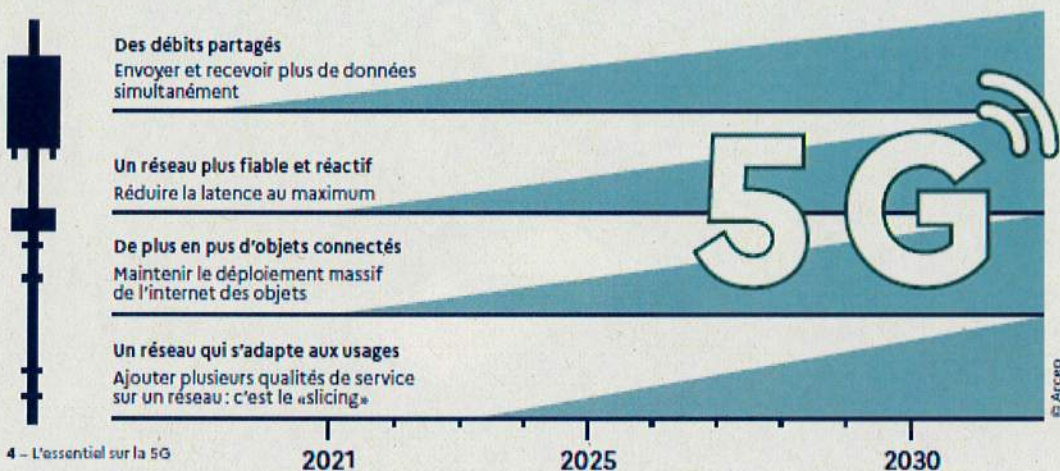 Des débits partagés
Envoyer et recevoir plus de données
simultanément
Un réseau plus fiable et réactif
Réduire la latence au maximum
De plus en pus d'objets connectés
Maintenir le déploiement massif
de l'internet des objets
Un réseau qui s'adapte aux usages
Ajouter plusieurs qualités de service
sur un réseau : c'est le «slicing»
5G
© Arcep
2021
2025
2030
4 – L'essentiel sur la 5G